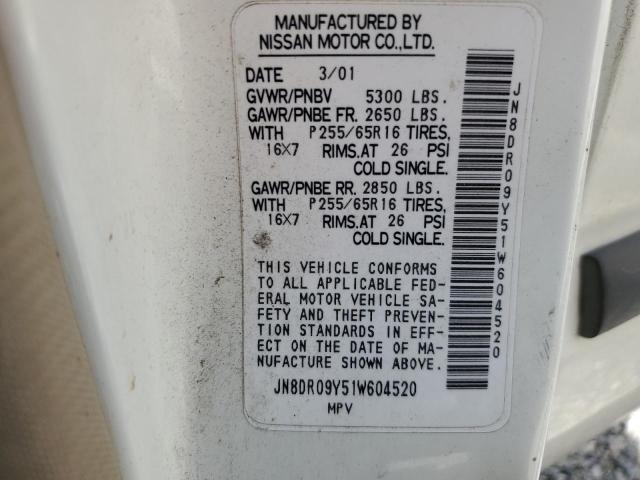 MANUFACTURED BY
NISSAN MOTOR CO.,LTD.
DATE 3/01
GVWR/PNBV 5300 LBS.
GAWR/PNBE FR. 2650 LBS.
WITH P255/65R16 TIRES,
16X7 RIMS.AT 26 PSI
COLD SINGLE.
GAWR/PNBE RR. 2850 LBS.
WITH P255/65R16 TIRES,
16X7 RIMS.AT 26 PSI
COLD SINGLE.
THIS VEHICLE CONFORMS
TO ALL APPLICABLE FED-
ERAL MOTOR VEHICLE SA-
FETY AND THEFT PREVEN-
TION STANDARDS IN EFF-
ECT ON THE DATE OF MA-
NUFACTURE SHOWN ABOVE.
JN8DR09Y51W604520
MPV
JN8DR09Y51W604520